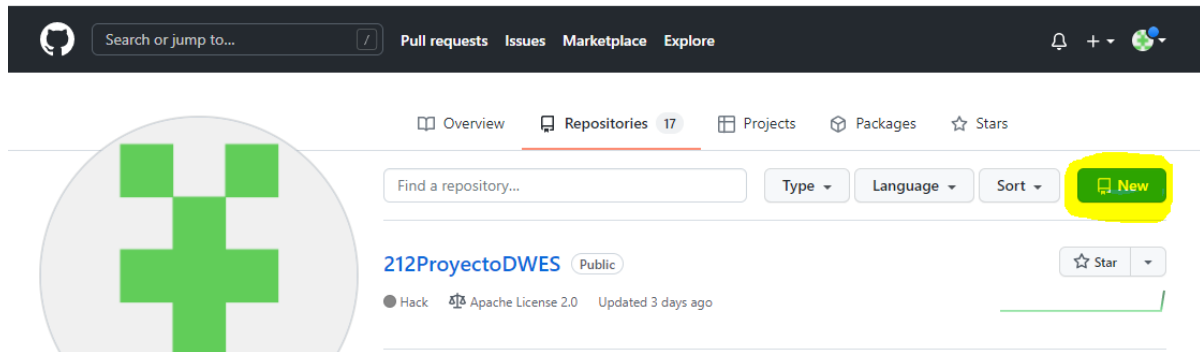 Search or jump to... / Pull requests Issues Marketplace Explore
Overview Repositories 17 Projects Packages Stars
Find a repository... Type Language Sort New
212ProyectoDWES Public Star
Hack Apache License 2.0 Updated 3 days ago